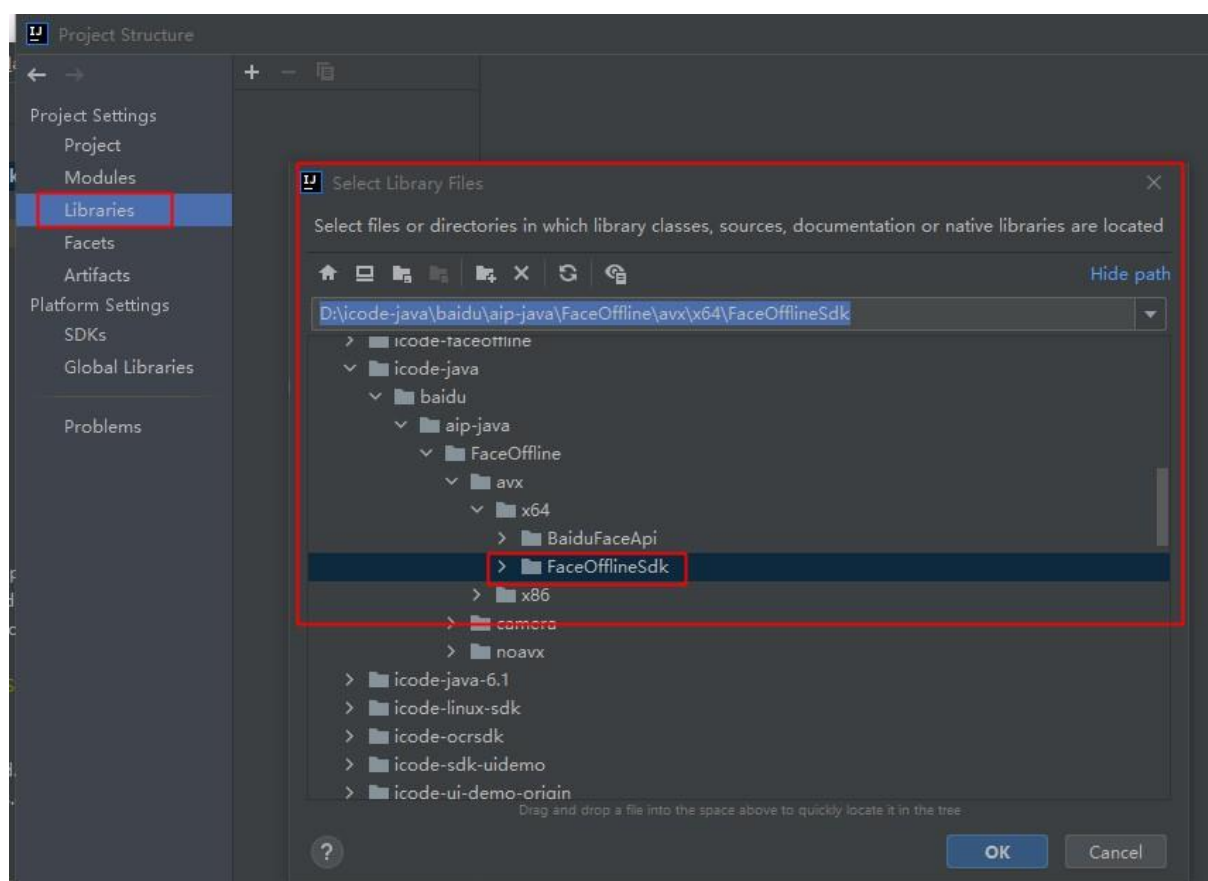 Project Structure
Project Settings
Project
Modules
Libraries
Facets
Artifacts
Platform Settings
SDKs
Global Libraries
Problems
Select Library Files
Select files or directories in which library classes, sources, documentation or native libraries are located
Hide path
D:\icode-java\baidu\aip-java\FaceOffline\avx\x64\FaceOfflineSdk
icode-faceoffline
icode-java
baidu
aip-java
FaceOffline
avx
x64
BaiduFaceApi
FaceOfflineSdk
x86
camera
noavx
icode-java-6.1
icode-linux-sdk
icode-ocrsdk
icode-sdk-uidemo
icode-ui-demo-origin
Drag and drop a file into the space above to quickly locate it in the tree
?
OK
Cancel